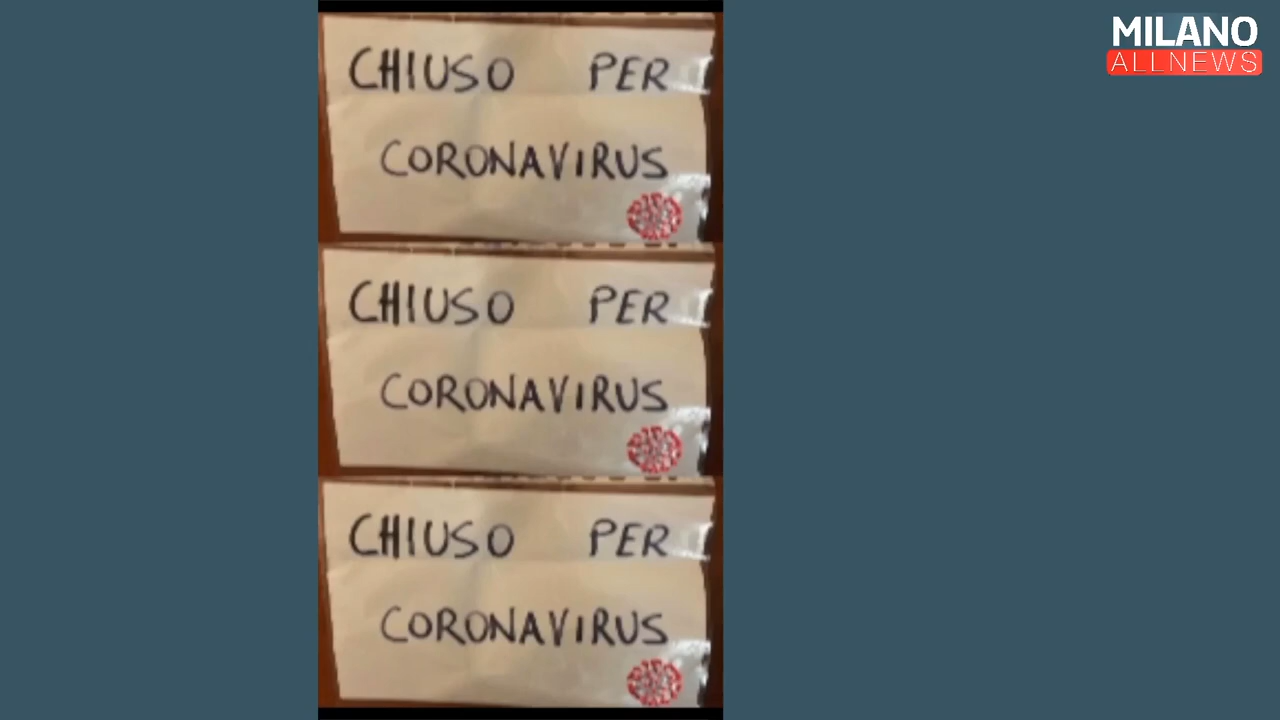 MILANO
ALLNEWS
CHIUSO PER
CORONAVIRUS
CHIUSO PER
CORONAVIRUS
CHIUSO PER
CORONAVIRUS